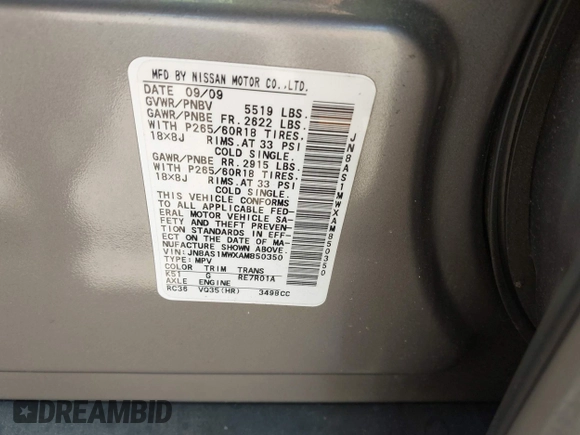 MFD BY NISSAN MOTOR CO.,LTD.
DATE 09/09
GVWR/PNBV 5519 LBS.
GAWR/PNBE FR. 2622 LBS.
WITH P265/60R18 TIRES.
18X8J RIMS.AT 33 PSI
COLD SINGLE.
GAWR/PNBE RR. 2915 LBS.
WITH P265/60R18 TIRES.
18X8J RIMS.AT 33 PSI
COLD SINGLE.
THIS VEHICLE CONFORMS
TO ALL APPLICABLE FED-
ERAL MOTOR VEHICLE SA-
FETY AND THEFT PREVEN-
TION STANDARDS IN EFF-
ECT ON THE DATE OF MA-
NUFACTURE SHOWN ABOVE.
VIN:JN8AS1MWXAM850350
TYPE: MPV
COLOR TRIM TRANS
K51 G RE7R01A
AXLE ENGINE
RC36 VQ35(HR) 3498CC
JN8AS1MWXAM850350
DREAMBID